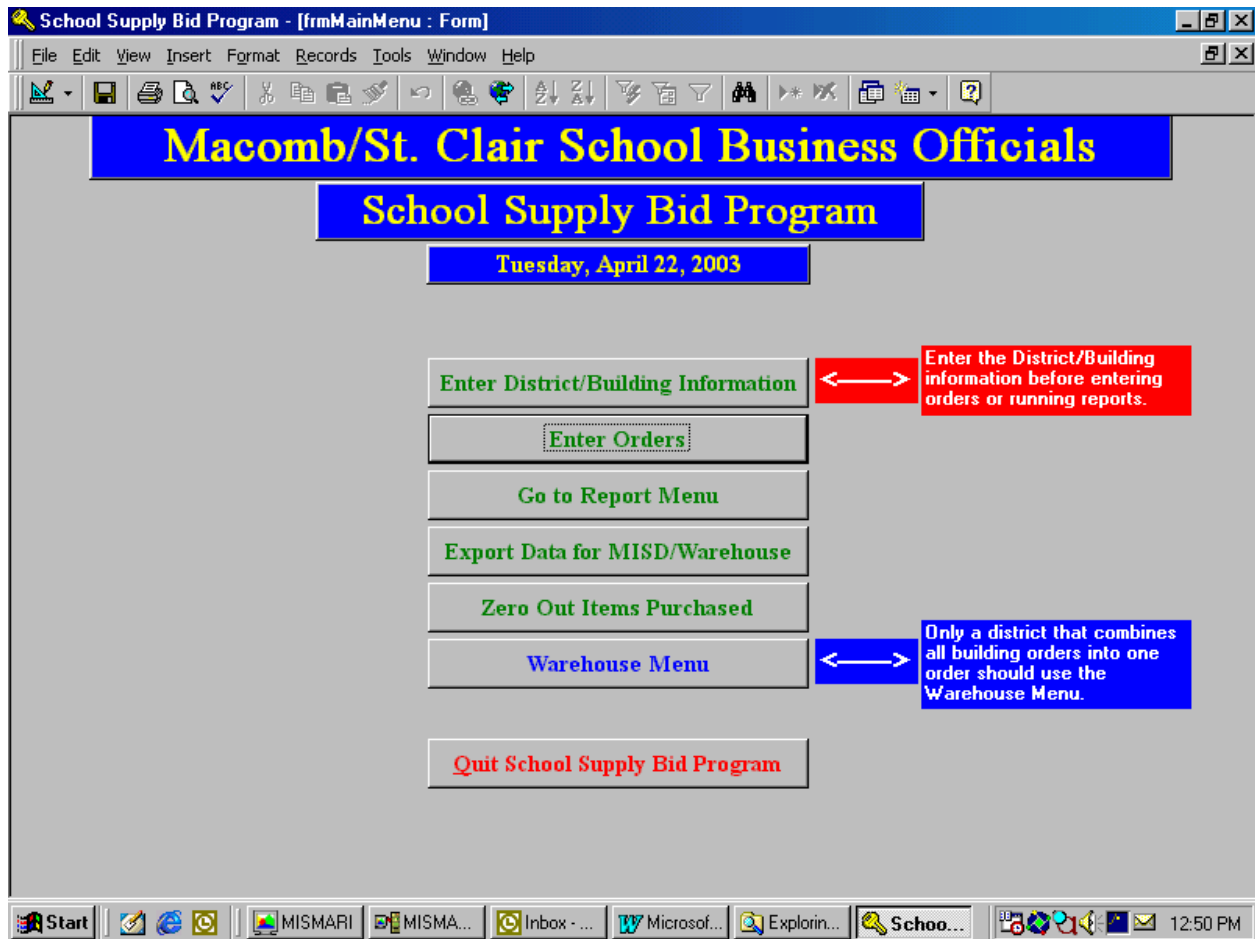 School Supply Bid Program - [frmMainMenu : Form]
File Edit View Insert Format Records Tools Window Help
Macomb/St. Clair School Business Officials
School Supply Bid Program
Tuesday, April 22, 2003
Enter District/Building Information
Enter the District/Building
information before entering
orders or running reports.
Enter Orders
Go to Report Menu
Export Data for MISD/Warehouse
Zero Out Items Purchased
Warehouse Menu
Only a district that combines
all building orders into one
order should use the
Warehouse Menu.
Quit School Supply Bid Program
Start MISMARI MISMA... Inbox - ... Microsof... Explorin... Schoo... 12:50 PM